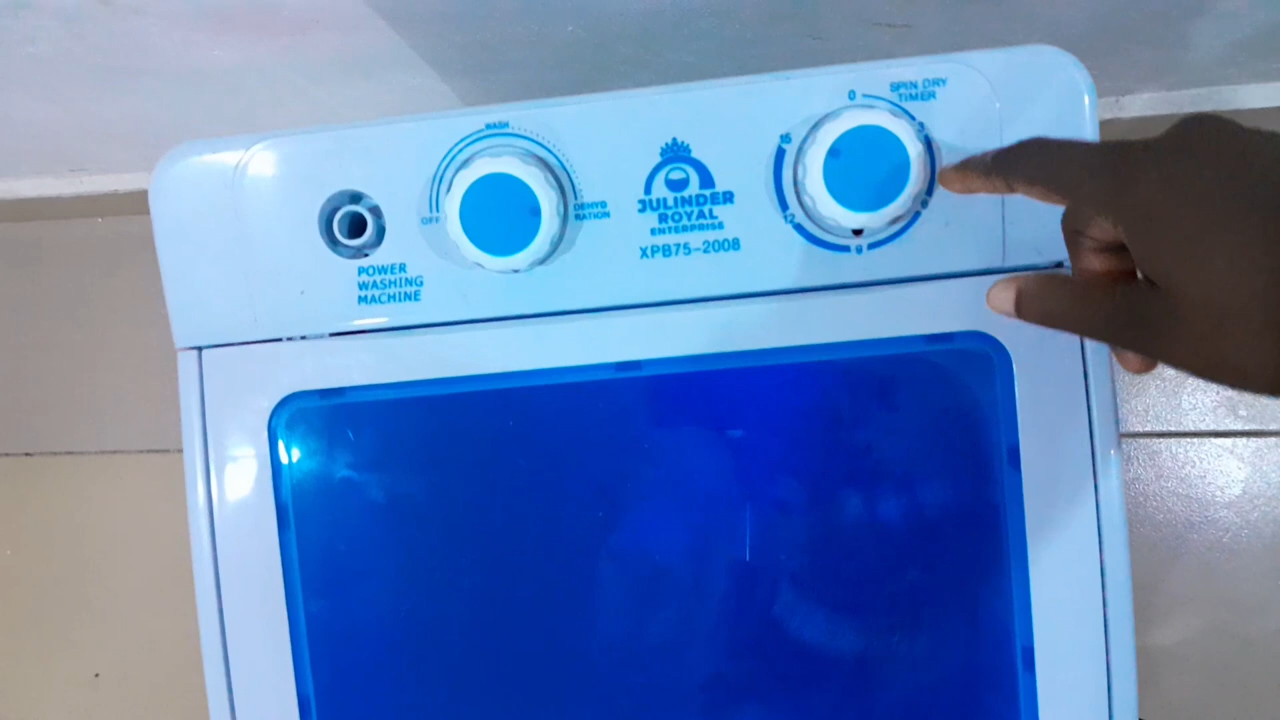 POWER
WASHING
MACHINE
WASH
OFF
DEHYD
RATION
JULINDER
ROYAL
ENTERPRISE
XPB75-2008
SPIN DRY
TIMER
0
3
6
9
12
15